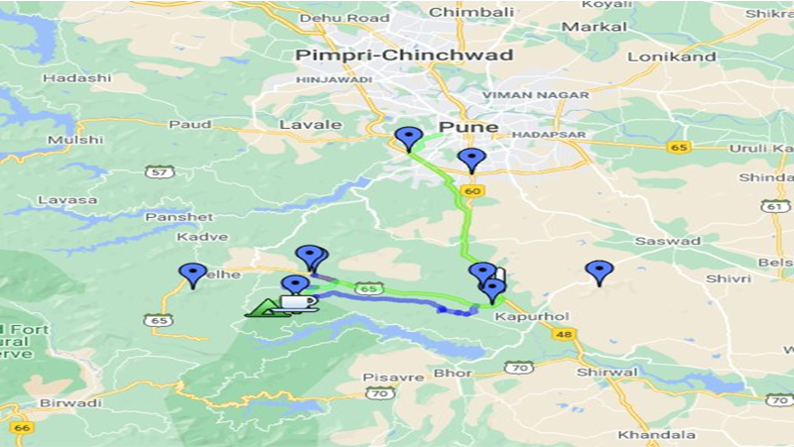 Koyali
Dehu Road
Chimbali
Shikra
Markal
Pimpri-Chinchwad
Lonikand
Hadashi
HINJAWADI
VIMAN NAGAR
Paud
Lavale
Pune
HADAPSAR
Mulshi
65
Uruli Ka
57
Shinda
60
Lavasa
61
Panshet
Kadve
Saswad
Bels
elhe
Shivri
65
65
Kapurhol
l Fort
ural
erve
48
Pisavre
Bhor
70
Shirwal
70
70
Birwadi
66
Khandala